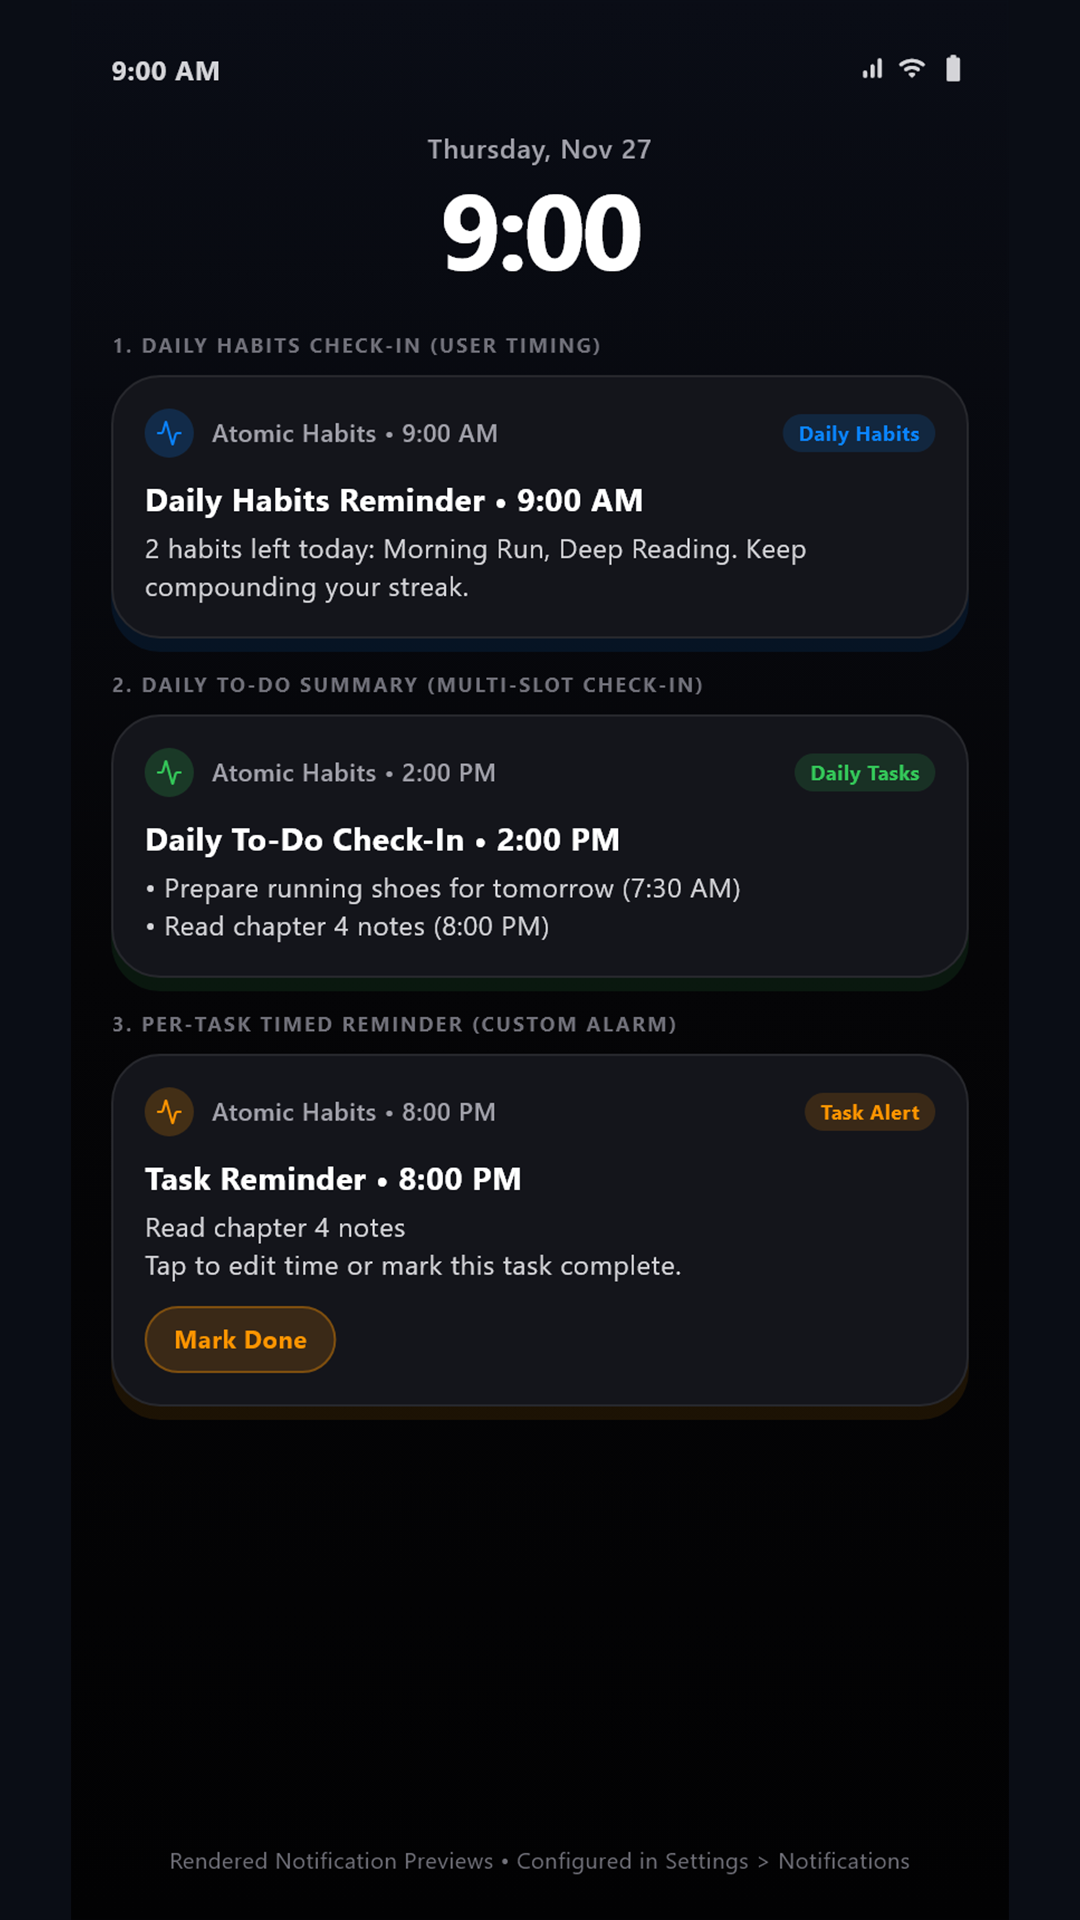 9:00 AM
Thursday, Nov 27
9:00
1. DAILY HABITS CHECK-IN (USER TIMING)
Atomic Habits • 9:00 AM
Daily Habits
Daily Habits Reminder • 9:00 AM
2 habits left today: Morning Run, Deep Reading. Keep
compounding your streak.
2. DAILY TO-DO SUMMARY (MULTI-SLOT CHECK-IN)
Atomic Habits • 2:00 PM
Daily Tasks
Daily To-Do Check-In • 2:00 PM
• Prepare running shoes for tomorrow (7:30 AM)
• Read chapter 4 notes (8:00 PM)
3. PER-TASK TIMED REMINDER (CUSTOM ALARM)
Atomic Habits • 8:00 PM
Task Alert
Task Reminder • 8:00 PM
Read chapter 4 notes
Tap to edit time or mark this task complete.
Mark Done
Rendered Notification Previews • Configured in Settings > Notifications